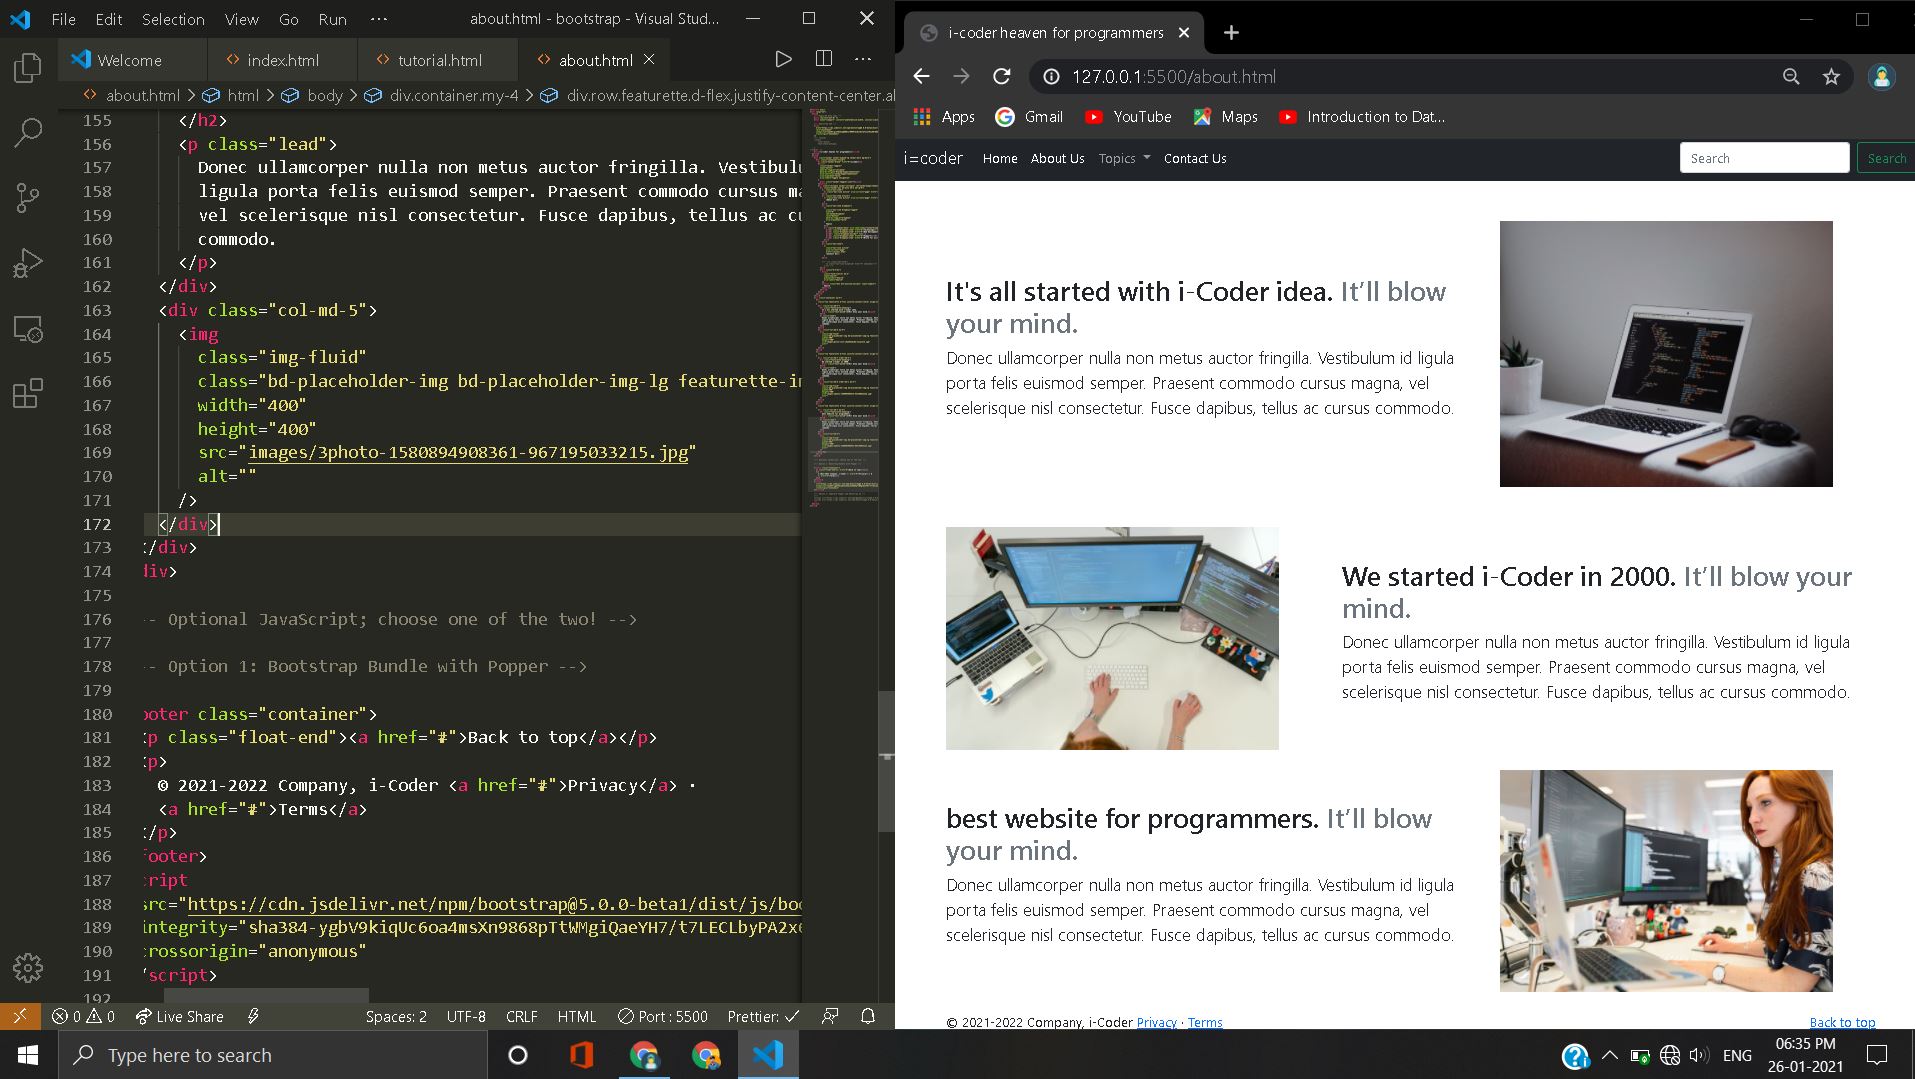 File Edit Selection View Go Run ··· about.html - bootstrap - Visual Stud...
Welcome index.html tutorial.html about.html
about.html > html > body > div.container.my-4 > div.row.featurette.d-flex.justify-content-center.al
155 </h2>
156 <p class="lead">
157 Donec ullamcorper nulla non metus auctor fringilla. Vestibulu
158 ligula porta felis euismod semper. Praesent commodo cursus ma
159 vel scelerisque nisl consectetur. Fusce dapibus, tellus ac cu
160 commodo.
161 </p>
162 </div>
163 <div class="col-md-5">
164 <img
165 class="img-fluid"
166 class="bd-placeholder-img bd-placeholder-img-lg featurette-im
167 width="400"
168 height="400"
169 src="images/3photo-1580894908361-967195033215.jpg"
170 alt=""
171 />
172 </div>
173 /div>
174 div>
175
176 -- Optional JavaScript; choose one of the two! -->
177
178 -- Option 1: Bootstrap Bundle with Popper -->
179
180 ooter class="container">
181 <p class="float-end"><a href="#">Back to top</a></p>
182 <p>
183 © 2021-2022 Company, i-Coder <a href="#">Privacy</a> ·
184 <a href="#">Terms</a>
185 </p>
186 footer>
187 cript
188 src="https://cdn.jsdelivr.net/npm/bootstrap@5.0.0-beta1/dist/js/boo
189 integrity="sha384-ygbV9kiqUc6oa4msXn9868pTtWMgiQaeYH7/t7LECLbyPA2x6
190 crossorigin="anonymous"
191 /script>
192
0 0 Live Share Spaces: 2 UTF-8 CRLF HTML Port : 5500 Prettier: ✓
i-coder heaven for programmers
127.0.0.1:5500/about.html
Apps Gmail YouTube Maps Introduction to Dat...
i=coder Home About Us Topics Contact Us Search Search
It's all started with i-Coder idea. It’ll blow
your mind.
Donec ullamcorper nulla non metus auctor fringilla. Vestibulum id ligula
porta felis euismod semper. Praesent commodo cursus magna, vel
scelerisque nisl consectetur. Fusce dapibus, tellus ac cursus commodo.
We started i-Coder in 2000. It’ll blow your
mind.
Donec ullamcorper nulla non metus auctor fringilla. Vestibulum id ligula
porta felis euismod semper. Praesent commodo cursus magna, vel
scelerisque nisl consectetur. Fusce dapibus, tellus ac cursus commodo.
best website for programmers. It’ll blow
your mind.
Donec ullamcorper nulla non metus auctor fringilla. Vestibulum id ligula
porta felis euismod semper. Praesent commodo cursus magna, vel
scelerisque nisl consectetur. Fusce dapibus, tellus ac cursus commodo.
© 2021-2022 Company, i-Coder Privacy · Terms Back to top
Type here to search ENG 06:35 PM
26-01-2021